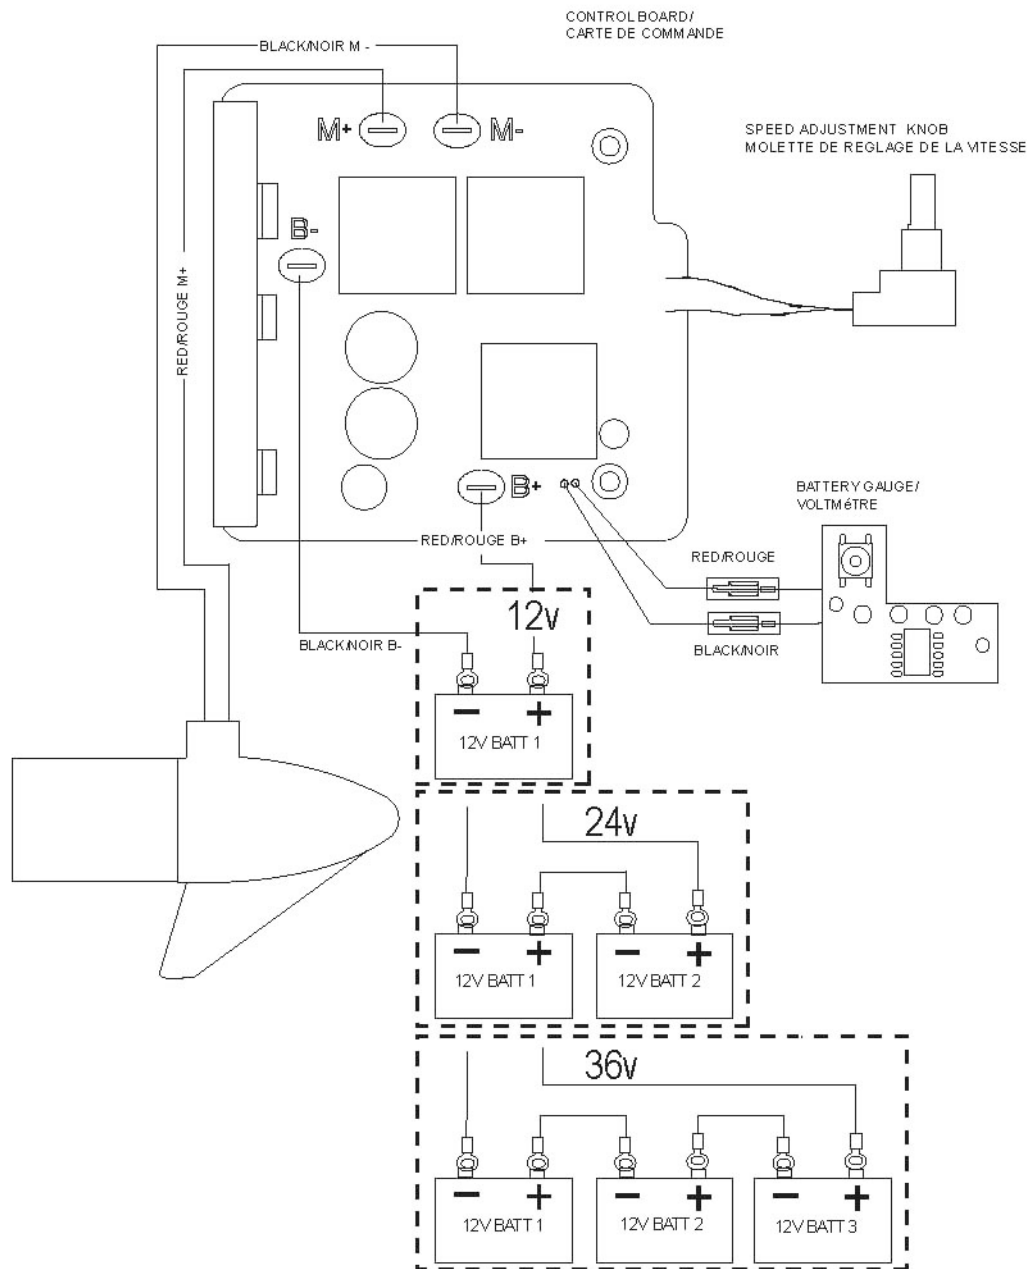 CONTROL BOARD/
CARTE DE COMMANDE
BLACK/NOIR M -
M+
M-
SPEED ADJUSTMENT KNOB
MOLETTE DE REGLAGE DE LA VITESSE
B-
RED/ROUGE M+
B+
BATTERY GAUGE/
VOLTMéTRE
RED/ROUGE B+
RED/ROUGE
12v
BLACK/NOIR B-
BLACK/NOIR
- +
12V BATT 1
24v
- + - +
12V BATT 1
12V BATT 2
36v
- + - + - +
12V BATT 1
12V BATT 2
12V BATT 3